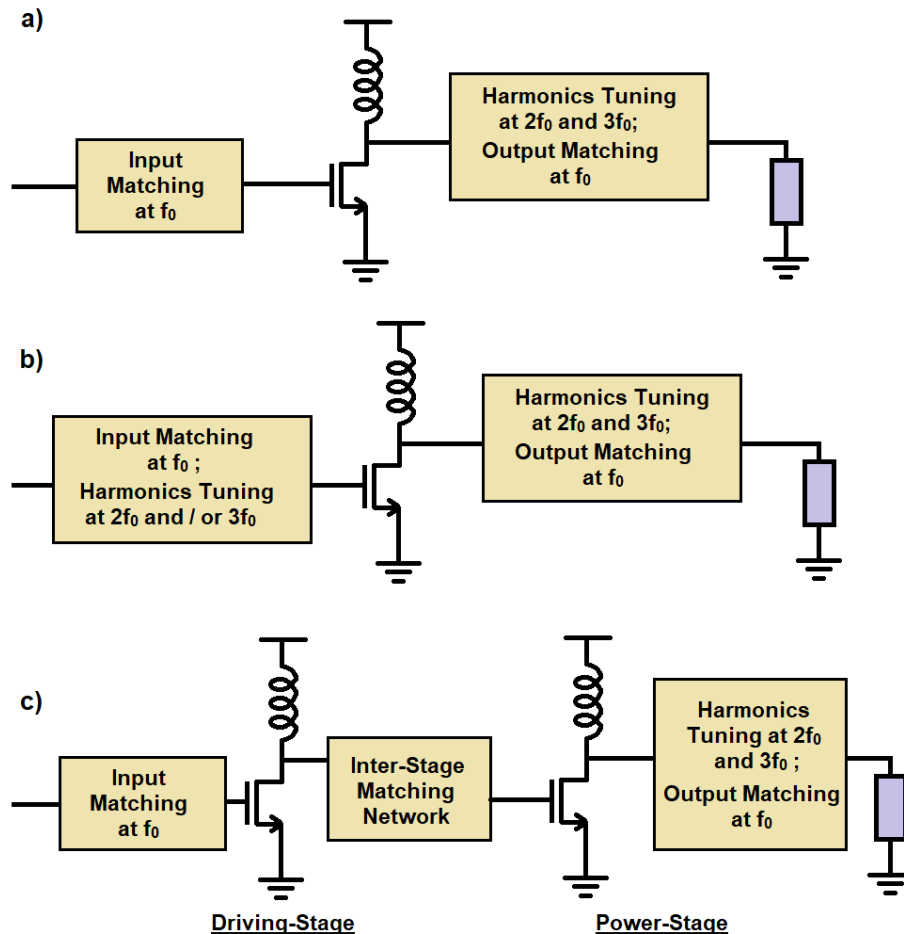 a)
Input
Matching
at f₀
Harmonics Tuning
at 2f₀ and 3f₀;
Output Matching
at f₀
b)
Input Matching
at f₀ ;
Harmonics Tuning
at 2f₀ and / or 3f₀
Harmonics Tuning
at 2f₀ and 3f₀;
Output Matching
at f₀
c)
Input
Matching
at f₀
Inter-Stage
Matching
Network
Harmonics
Tuning at 2f₀
and 3f₀ ;
Output Matching
at f₀
Driving-Stage
Power-Stage